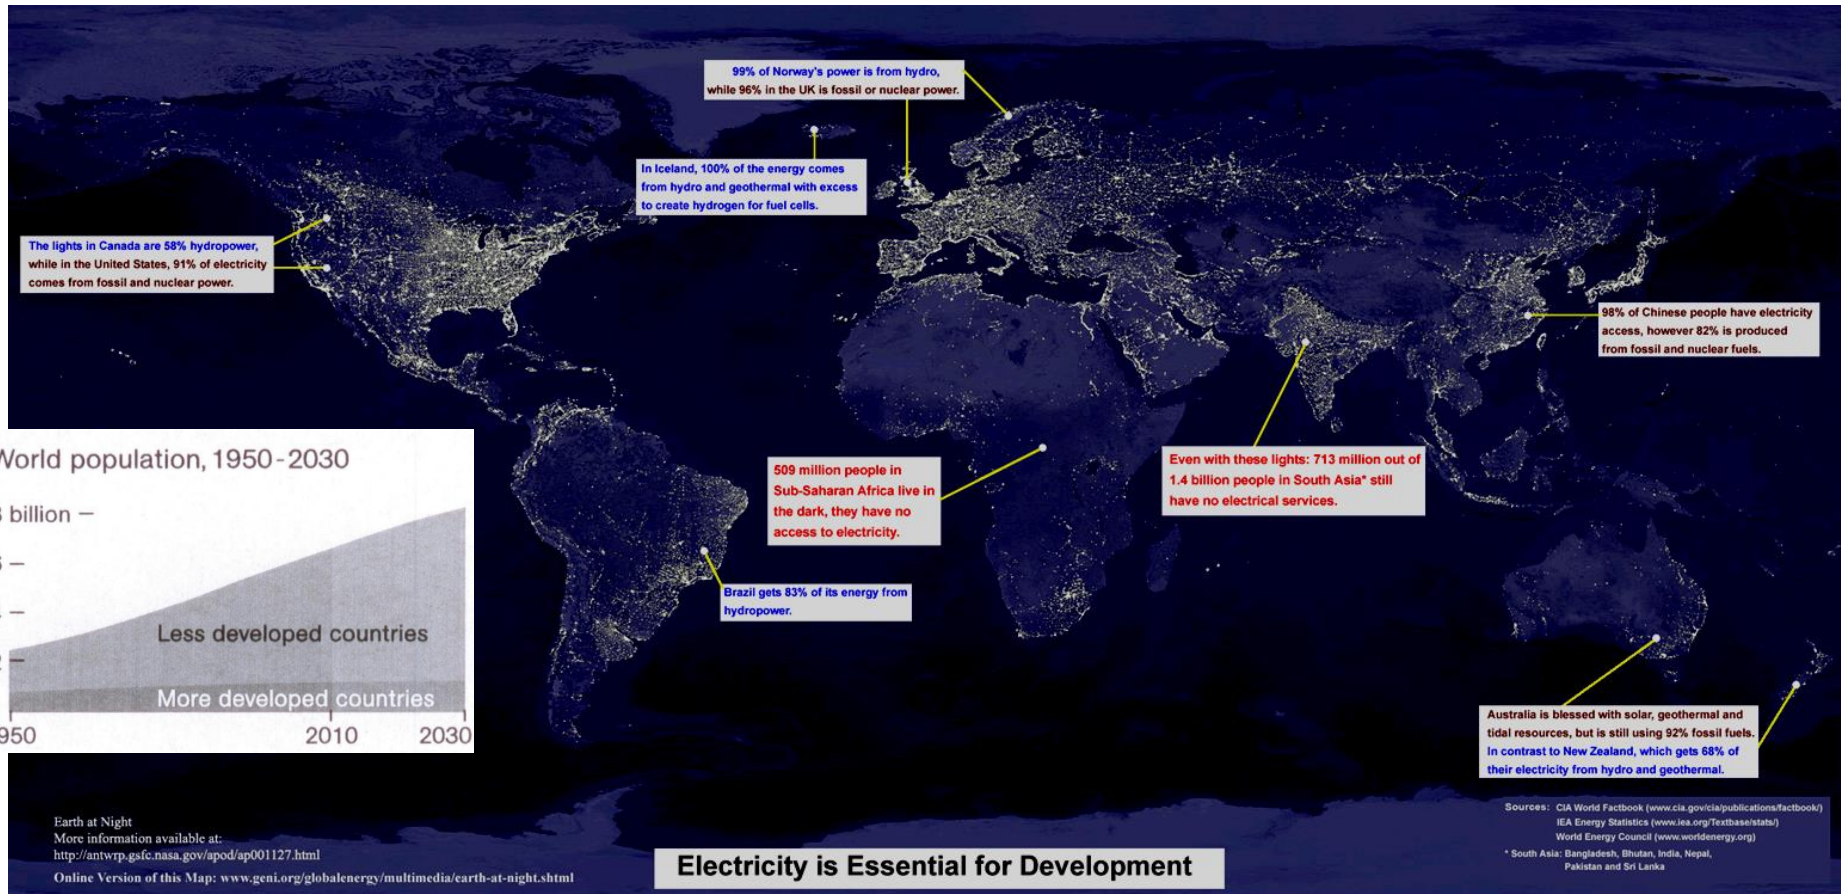 99% of Norway's power is from hydro,
while 96% in the UK is fossil or nuclear power.
In Iceland, 100% of the energy comes
from hydro and geothermal with excess
to create hydrogen for fuel cells.
The lights in Canada are 58% hydropower,
while in the United States, 91% of electricity
comes from fossil and nuclear power.
98% of Chinese people have electricity
access, however 82% is produced
from fossil and nuclear fuels.
509 million people in
Sub-Saharan Africa live in
the dark, they have no
access to electricity.
Even with these lights: 713 million out of
1.4 billion people in South Asia* still
have no electrical services.
Brazil gets 83% of its energy from
hydropower.
World population, 1950-2030
billion
Less developed countries
More developed countries
950 2010 2030
Australia is blessed with solar, geothermal and
tidal resources, but is still using 92% fossil fuels.
In contrast to New Zealand, which gets 68% of
their electricity from hydro and geothermal.
Earth at Night
More information available at:
http://antwrp.gsfc.nasa.gov/apod/ap001127.html
Online Version of this Map: www.geni.org/globalenergy/multimedia/earth-at-night.shtml
Electricity is Essential for Development
Sources: CIA World Factbook (www.cia.gov/cia/publications/factbook/)
IEA Energy Statistics (www.iea.org/Textbase/stats/)
World Energy Council (www.worldenergy.org)
* South Asia: Bangladesh, Bhutan, India, Nepal,
Pakistan and Sri Lanka